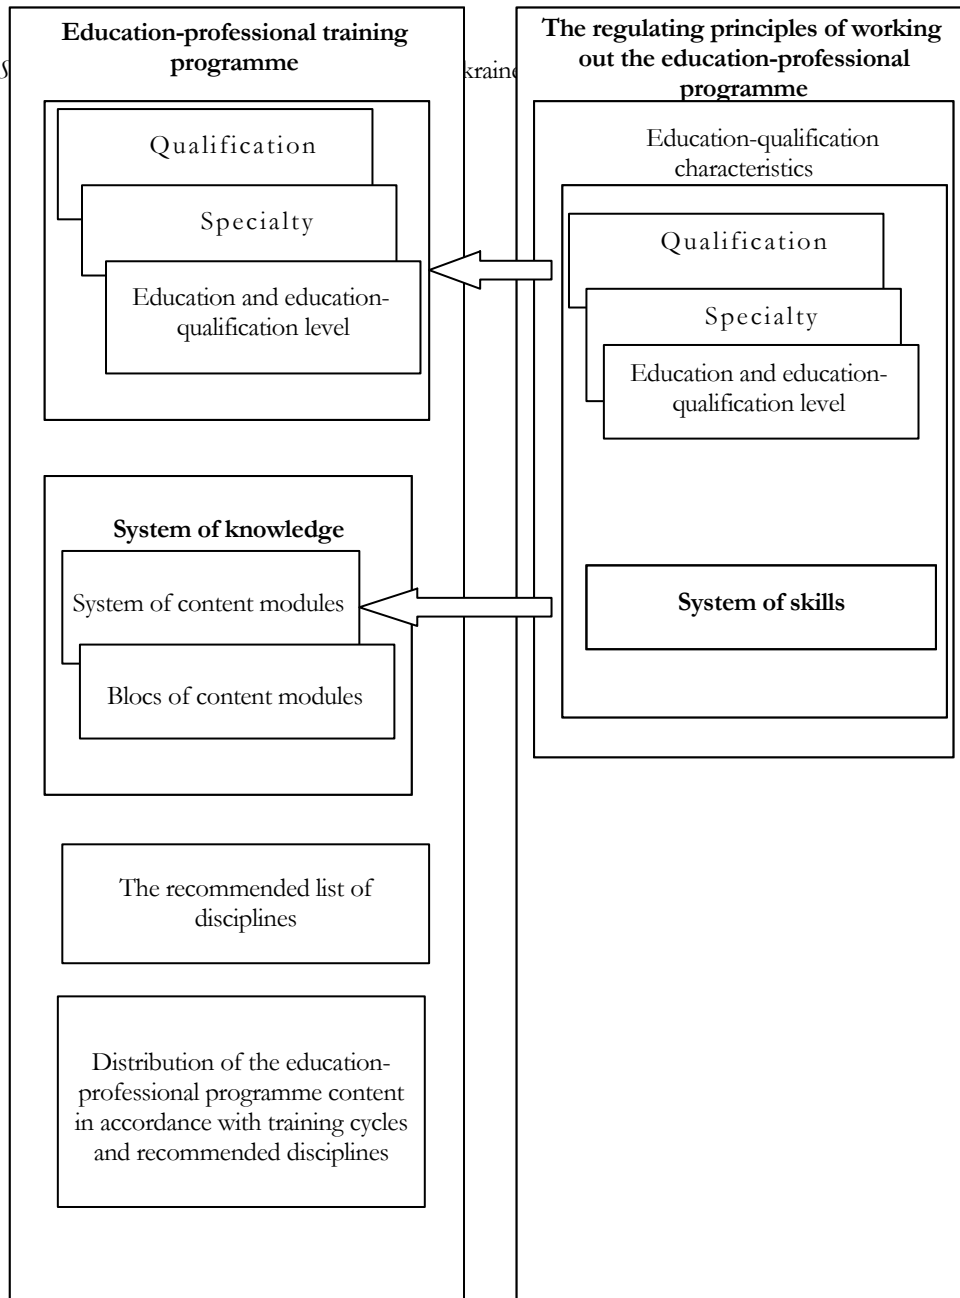 Education-professional training
programme
Qualification
Specialty
Education and education-
qualification level
System of knowledge
System of content modules
Blocs of content modules
The recommended list of
disciplines
Distribution of the education-
professional programme content
in accordance with training cycles
and recommended disciplines
The regulating principles of working
out the education-professional
programme
Education-qualification
characteristics
Qualification
Specialty
Education and education-
qualification level
System of skills